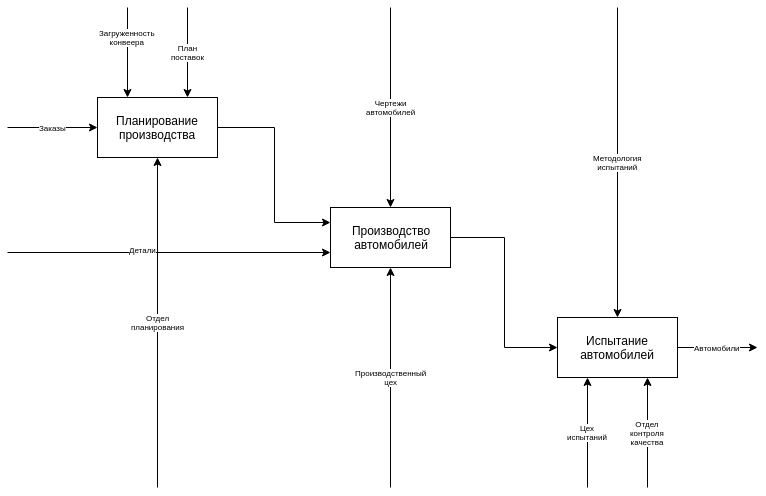 Загруженность
конвеера
План
поставок
Заказы
Планирование
производства
Чертежи
автомобилей
Методология
испытаний
Производство
автомобилей
Детали
Отдел
планирования
Испытание
автомобилей
Автомобили
Производственный
цех
Цех
испытаний
Отдел
контроля
качества